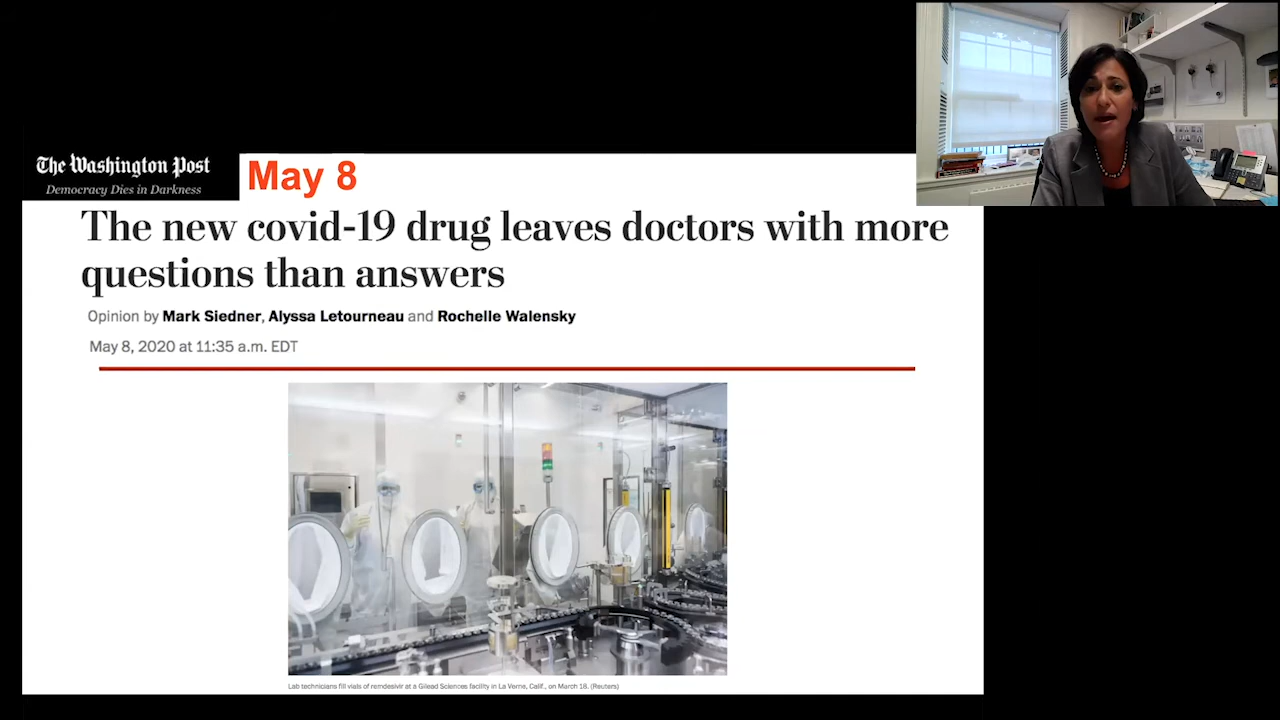 The Washington Post
Democracy Dies in Darkness
May 8
The new covid-19 drug leaves doctors with more
questions than answers
Opinion by Mark Siedner, Alyssa Letourneau and Rochelle Walensky
May 8, 2020 at 11:35 a.m. EDT
Lab technicians fill vials of remdesivir at a Gilead Sciences facility in La Verne, Calif., on March 18. (Reuters)